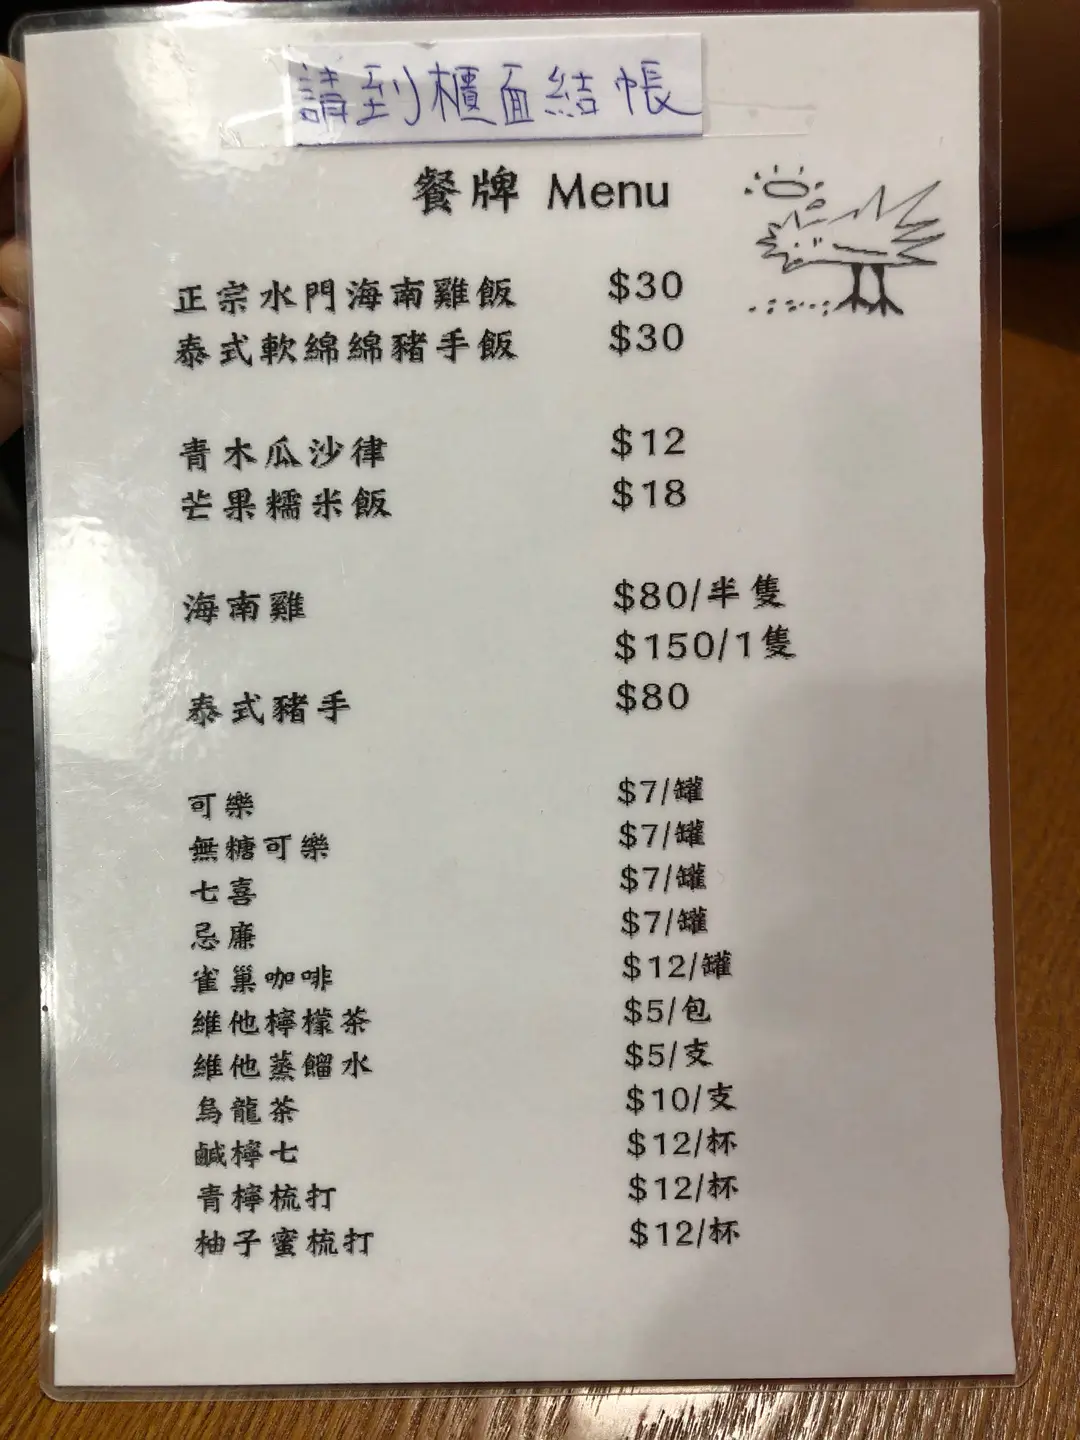 請到櫃面結帳
餐牌 Menu
正宗水門海南雞飯 $30
泰式軟綿綿豬手飯 $30
青木瓜沙律 $12
芒果糯米飯 $18
海南雞 $80/半隻
$150/1隻
泰式豬手 $80
可樂 $7/罐
無糖可樂 $7/罐
七喜 $7/罐
忌廉 $7/罐
雀巢咖啡 $12/罐
維他檸檬茶 $5/包
維他蒸餾水 $5/支
烏龍茶 $10/支
鹹檸七 $12/杯
青檸梳打 $12/杯
柚子蜜梳打 $12/杯